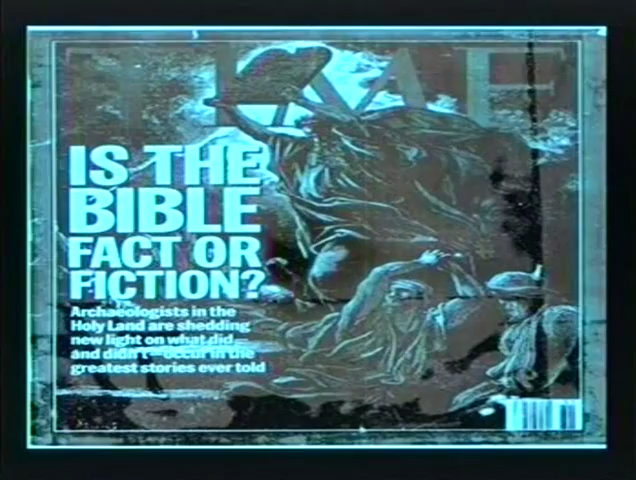 TIME
IS THE
BIBLE
FACT OR
FICTION?
Archaeologists in the
Holy Land are shedding
new light on what did—
and didn't—occur in the
greatest stories ever told